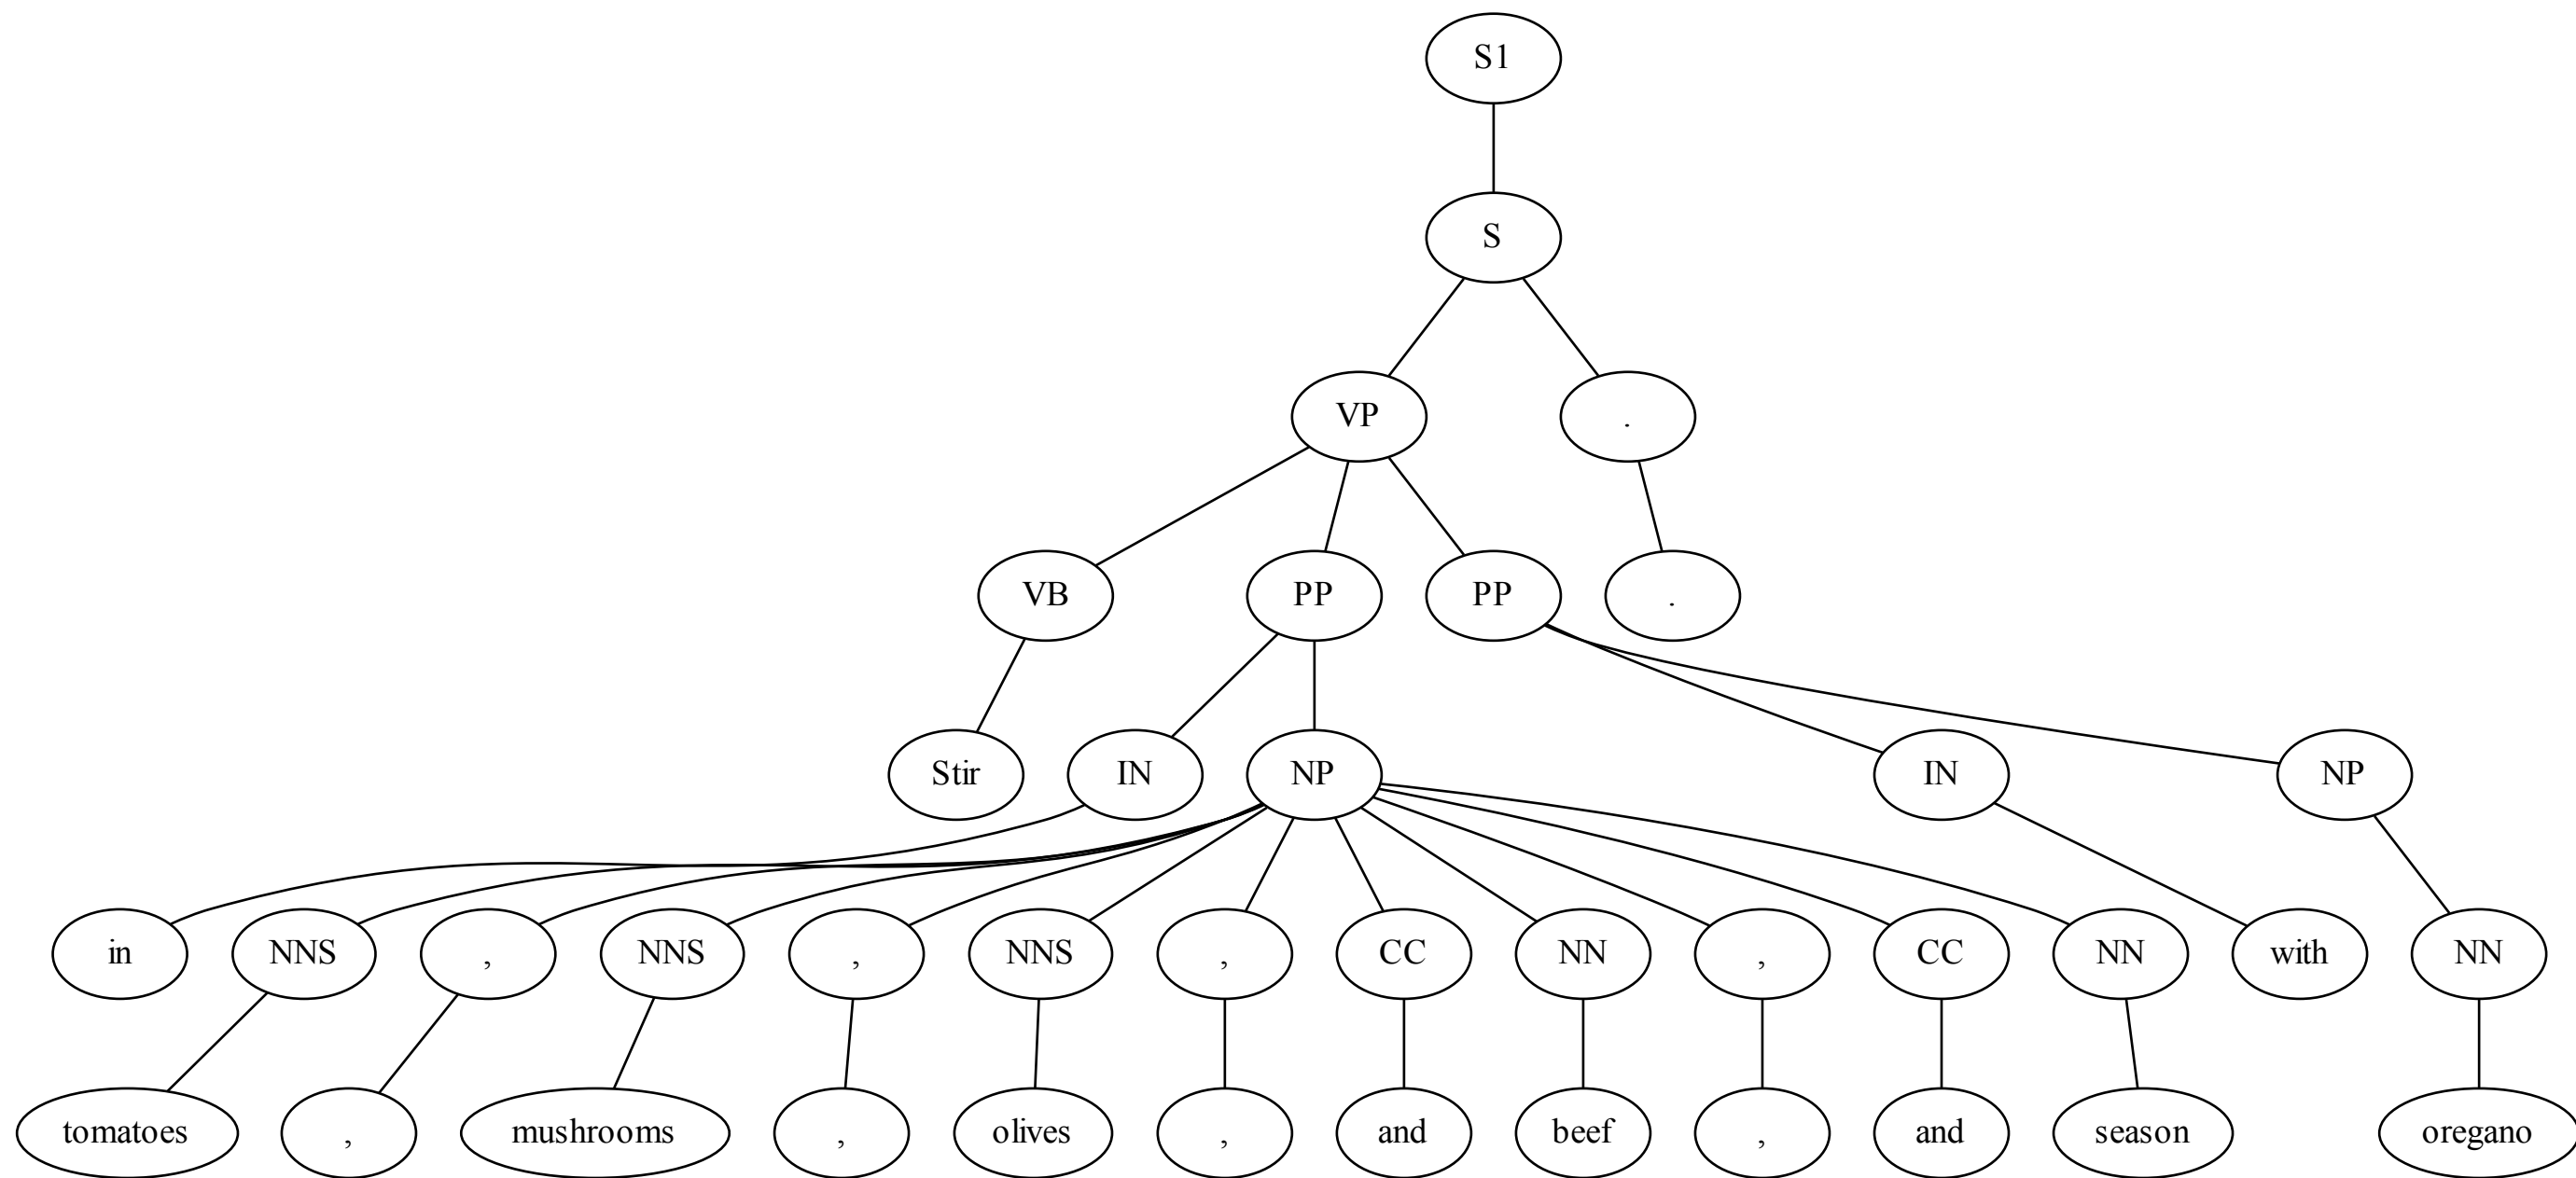 S1
S
VP .
VB PP PP .
Stir IN NP IN NP
in NNS , NNS , NNS , CC NN , CC NN with NN
tomatoes , mushrooms , olives , and beef , and season oregano